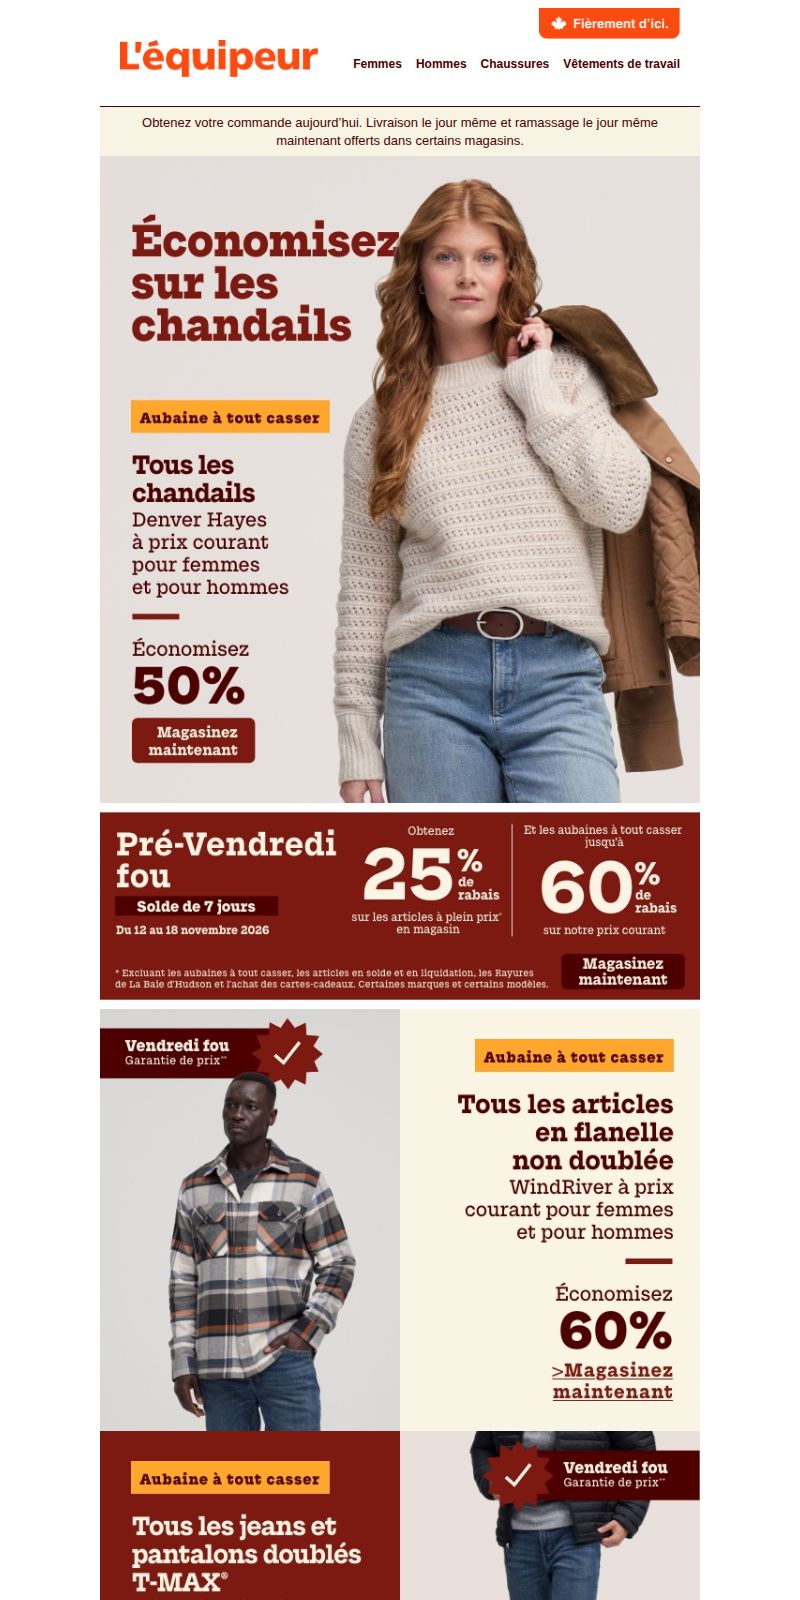 Fièrement d'ici.
L'équipeur
Femmes Hommes Chaussures Vêtements de travail
Obtenez votre commande aujourd'hui. Livraison le jour même et ramassage le jour même
maintenant offerts dans certains magasins.
Économisez
sur les
chandails
Aubaine à tout casser
Tous les
chandails
Denver Hayes
à prix courant
pour femmes
et pour hommes
Économisez
50%
Magasinez
maintenant
Pré-Vendredi
fou
Solde de 7 jours
Du 12 au 18 novembre 2026
Obtenez
25%
de
rabais
sur les articles à plein prix*
en magasin
Et les aubaines à tout casser
jusqu'à
60%
de
rabais
sur notre prix courant
* Excluant les aubaines à tout casser, les articles en solde et en liquidation, les Rayures
de La Baie d'Hudson et l'achat des cartes-cadeaux. Certaines marques et certains modèles.
Magasinez
maintenant
Vendredi fou
Garantie de prix**
Aubaine à tout casser
Tous les articles
en flanelle
non doublée
WindRiver à prix
courant pour femmes
et pour hommes
Économisez
60%
>Magasinez
maintenant
Aubaine à tout casser
Tous les jeans et
pantalons doublés
T-MAX®
Vendredi fou
Garantie de prix**